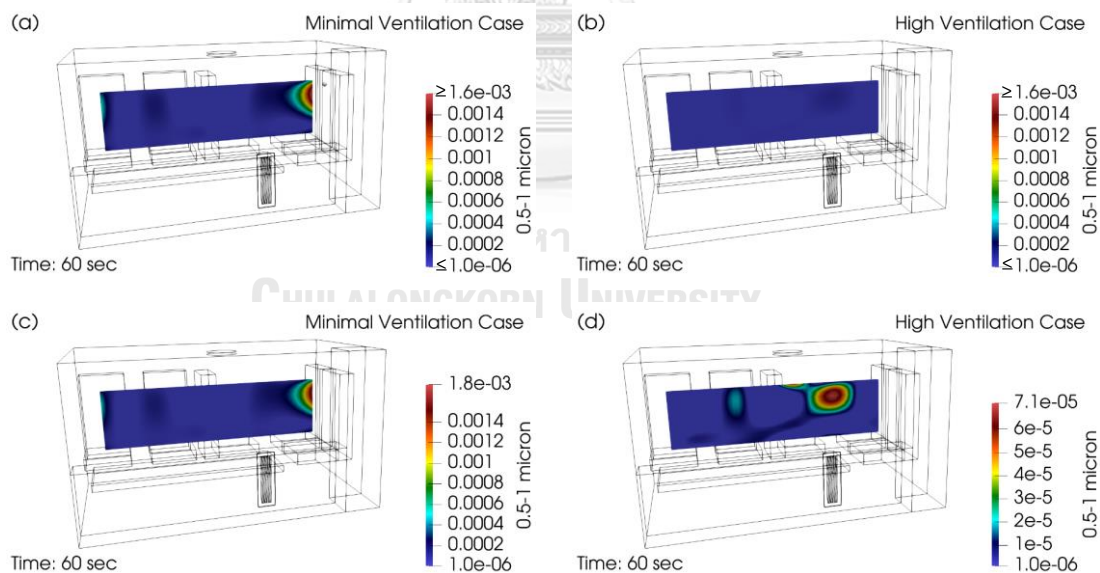 (a) Minimal Ventilation Case
≥1.6e-03
0.0014
0.0012
0.001
0.0008
0.0006
0.0004
0.0002
≤1.0e-06
0.5-1 micron
Time: 60 sec
(b) High Ventilation Case
≥1.6e-03
0.0014
0.0012
0.001
0.0008
0.0006
0.0004
0.0002
≤1.0e-06
0.5-1 micron
Time: 60 sec
CHULALONGKORN UNIVERSITY
(c) Minimal Ventilation Case
1.8e-03
0.0014
0.0012
0.001
0.0008
0.0006
0.0004
0.0002
1.0e-06
0.5-1 micron
Time: 60 sec
(d) High Ventilation Case
7.1e-05
6e-5
5e-5
4e-5
3e-5
2e-5
1e-5
1.0e-06
0.5-1 micron
Time: 60 sec